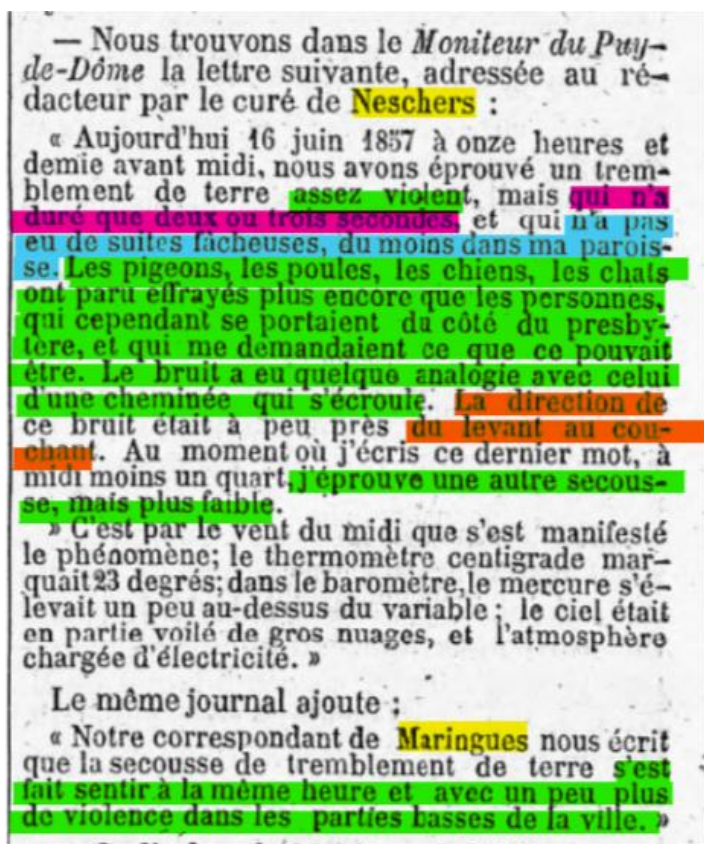 — Nous trouvons dans le Moniteur du Puy-
de-Dôme la lettre suivante, adressée au ré-
dacteur par le curé de Neschers :
« Aujourd'hui 16 juin 1857 à onze heures et
demie avant midi, nous avons éprouvé un trem-
blement de terre assez violent, mais qui n'a
duré que deux ou trois secondes, et qui n'a pas
eu de suites fâcheuses, du moins dans ma parois-
se. Les pigeons, les poules, les chiens, les chats
ont paru effrayés plus encore que les personnes,
qui cependant se portaient du côté du presby-
tère, et qui me demandaient ce que ce pouvait
être. Le bruit a eu quelque analogie avec celui
d'une cheminée qui s'écroule. La direction de
ce bruit était à peu près du levant au cou-
chant. Au moment où j'écris ce dernier mot, à
midi moins un quart, j'éprouve une autre secous-
se, mais plus faible.
» C'est par le vent du midi que s'est manifesté
le phénomène; le thermomètre centigrade mar-
quait 23 degrés; dans le baromètre, le mercure s'é-
levait un peu au-dessus du variable; le ciel était
en partie voilé de gros nuages, et l'atmosphère
chargée d'électricité. »
Le même journal ajoute :
« Notre correspondant de Maringues nous écrit
que la secousse de tremblement de terre s'est
fait sentir à la même heure et avec un peu plus
de violence dans les parties basses de la ville. »